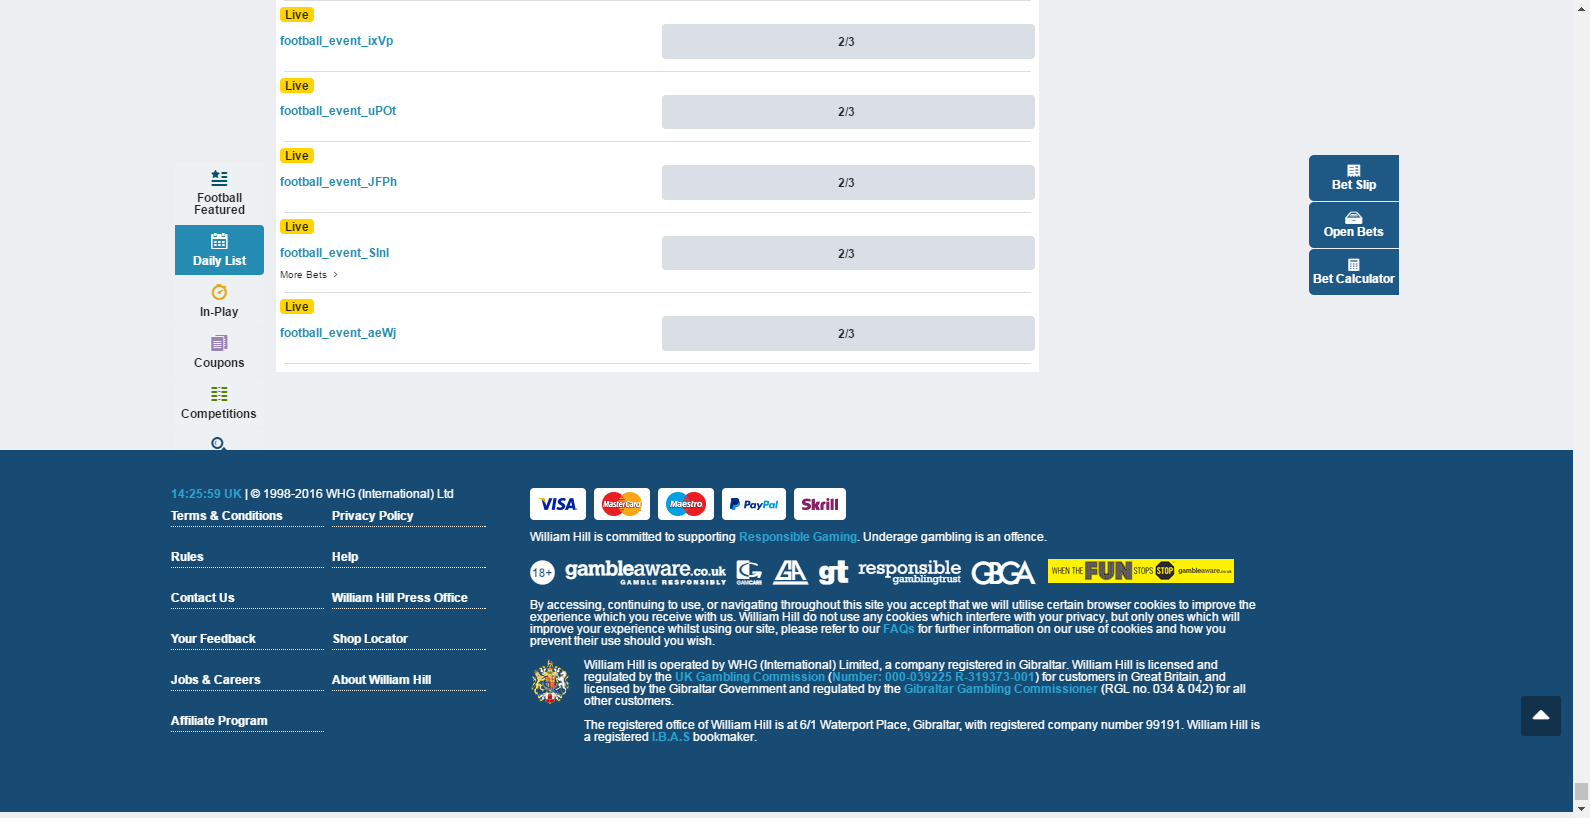 Live
football_event_ixVp
2/3
Live
football_event_uPOt
2/3
Live
football_event_JFPh
2/3
Live
football_event_SInI
2/3
More Bets >
Live
football_event_aeWj
2/3
Football
Featured
Daily List
In-Play
Coupons
Competitions
Bet Slip
Open Bets
Bet Calculator
14:25:59 UK | © 1998-2016 WHG (International) Ltd
Terms & Conditions
Privacy Policy
Rules
Help
Contact Us
William Hill Press Office
Your Feedback
Shop Locator
Jobs & Careers
About William Hill
Affiliate Program
VISA
MasterCard
Maestro
PayPal
Skrill
William Hill is committed to supporting Responsible Gaming. Underage gambling is an offence.
18+
gambleaware.co.uk
GAMBLE RESPONSIBLY
GAMCARE
GA
gt
responsible
gamblingtrust
GBGA
WHEN THE FUN STOPS STOP gambleaware.co.uk
By accessing, continuing to use, or navigating throughout this site you accept that we will utilise certain browser cookies to improve the
experience which you receive with us. William Hill do not use any cookies which interfere with your privacy, but only ones which will
improve your experience whilst using our site, please refer to our FAQs for further information on our use of cookies and how you
prevent their use should you wish.
William Hill is operated by WHG (International) Limited, a company registered in Gibraltar. William Hill is licensed and
regulated by the UK Gambling Commission (Number: 000-039225 R-319373-001) for customers in Great Britain, and
licensed by the Gibraltar Government and regulated by the Gibraltar Gambling Commissioner (RGL no. 034 & 042) for all
other customers.
The registered office of William Hill is at 6/1 Waterport Place, Gibraltar, with registered company number 99191. William Hill is
a registered I.B.A.S bookmaker.